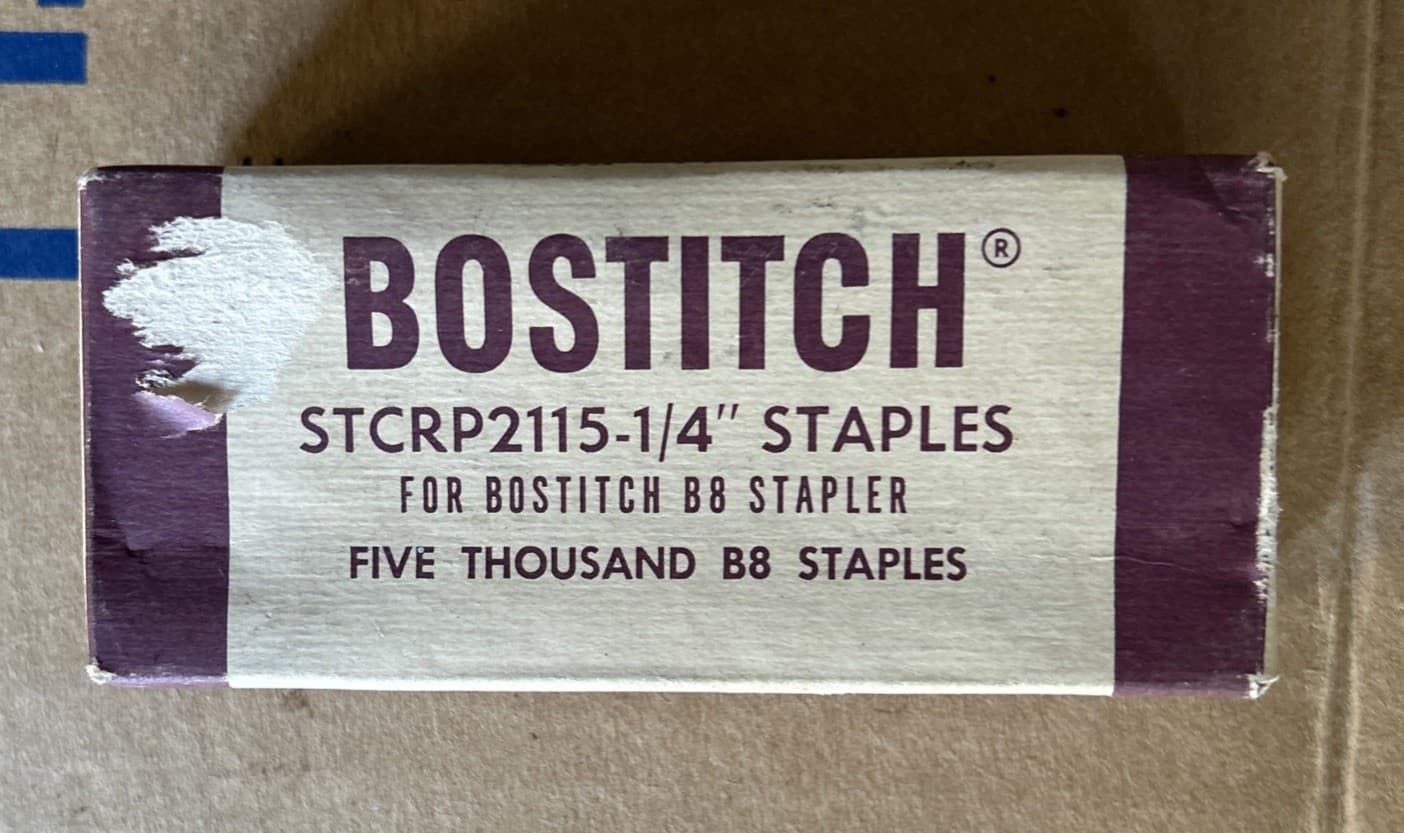 BOSTITCH®
STCRP2115-1/4" STAPLES
FOR BOSTITCH B8 STAPLER
FIVE THOUSAND B8 STAPLES